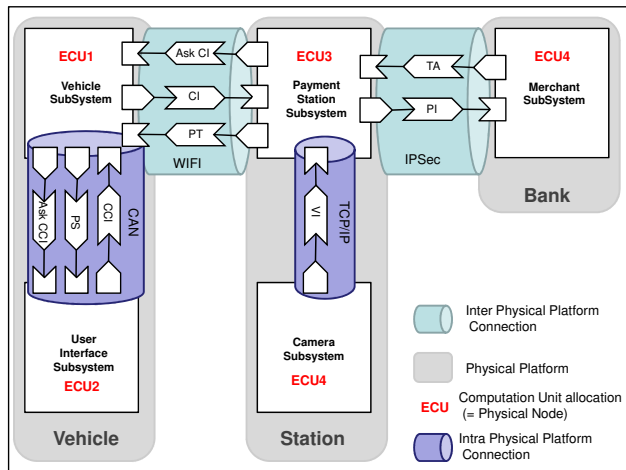 ECU1
Vehicle
SubSystem
Ask CI
CI
PT
WIFI
ECU3
Payment
Station
Subsystem
TA
PI
IPSec
ECU4
Merchant
SubSystem
Bank
Ask CCI
PS
CCI
CAN
VI
TCP/IP
User
Interface
Subsystem
ECU2
Vehicle
Camera
Subsystem
ECU4
Station
Inter Physical Platform
Connection
Physical Platform
ECU Computation Unit allocation
(= Physical Node)
Intra Physical Platform
Connection